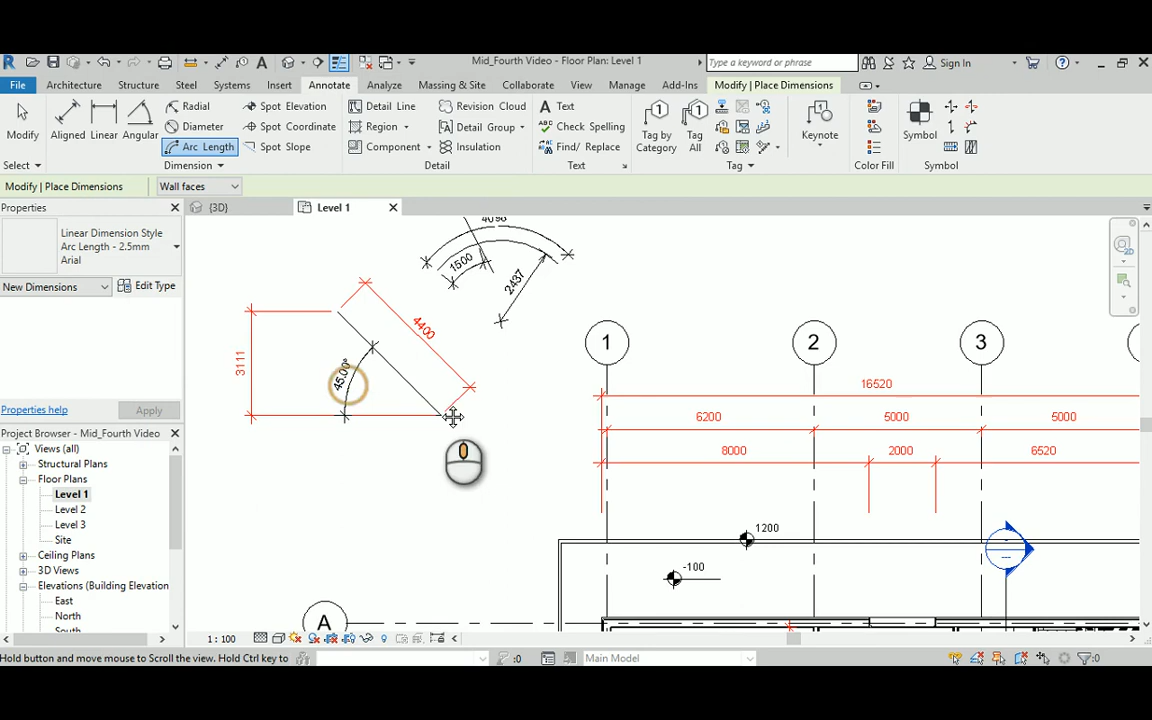 Mid_Fourth Video - Floor Plan: Level 1
Type a keyword or phrase
Sign In
File
Architecture
Structure
Steel
Systems
Insert
Annotate
Analyze
Massing & Site
Collaborate
View
Manage
Add-Ins
Modify | Place Dimensions
Modify
Aligned
Linear
Angular
Radial
Diameter
Arc Length
Spot Elevation
Spot Coordinate
Spot Slope
Detail Line
Region
Component
Revision Cloud
Detail Group
Insulation
Text
Check Spelling
Find/ Replace
Tag by
Category
Tag
All
Keynote
Symbol
Select
Dimension
Detail
Text
Tag
Color Fill
Symbol
Modify | Place Dimensions
Wall faces
Properties
{3D}
Level 1
Linear Dimension Style
Arc Length - 2.5mm
Arial
New Dimensions
Edit Type
Properties help
Apply
Project Browser - Mid_Fourth Video
Views (all)
Structural Plans
Floor Plans
Level 1
Level 2
Level 3
Site
Ceiling Plans
3D Views
Elevations (Building Elevation
East
North
South
4098
1500
2437
4400
3111
45.00°
1
2
3
16520
6200
5000
5000
8000
2000
6520
1200
-100
A
1 : 100
Hold button and move mouse to Scroll the view. Hold Ctrl key to
:0
Main Model
:0